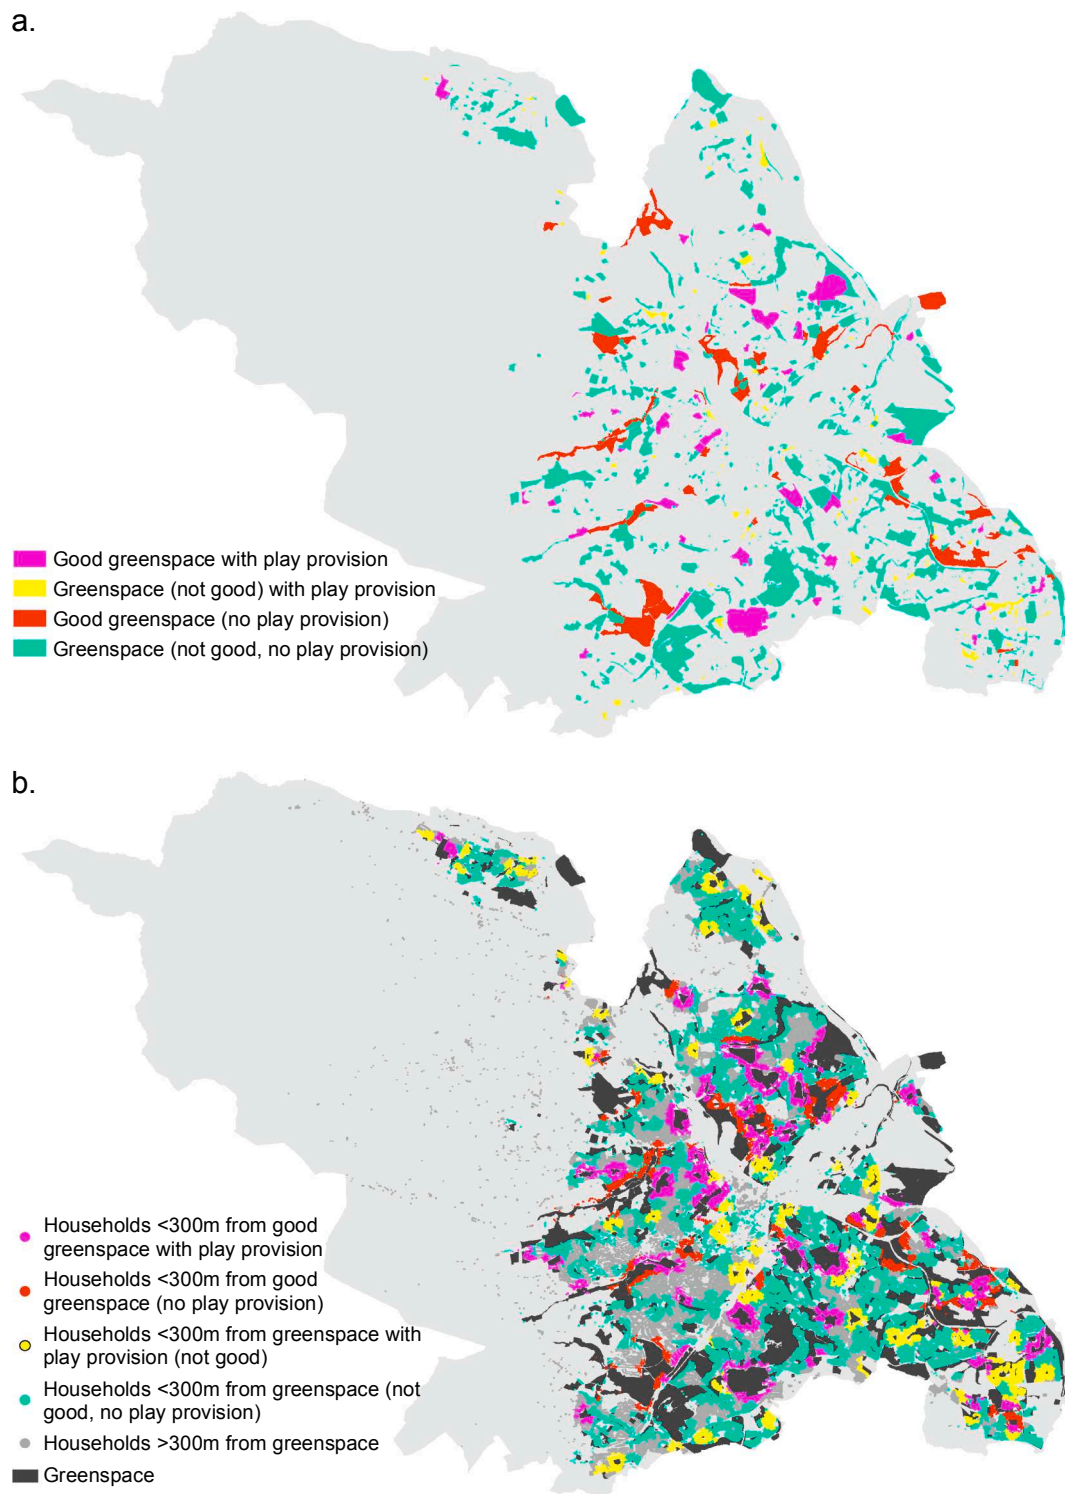 a.
Good greenspace with play provision
Greenspace (not good) with play provision
Good greenspace (no play provision)
Greenspace (not good, no play provision)
b.
Households <300m from good
greenspace with play provision
Households <300m from good
greenspace (no play provision)
Households <300m from greenspace with
play provision (not good)
Households <300m from greenspace (not
good, no play provision)
Households >300m from greenspace
Greenspace